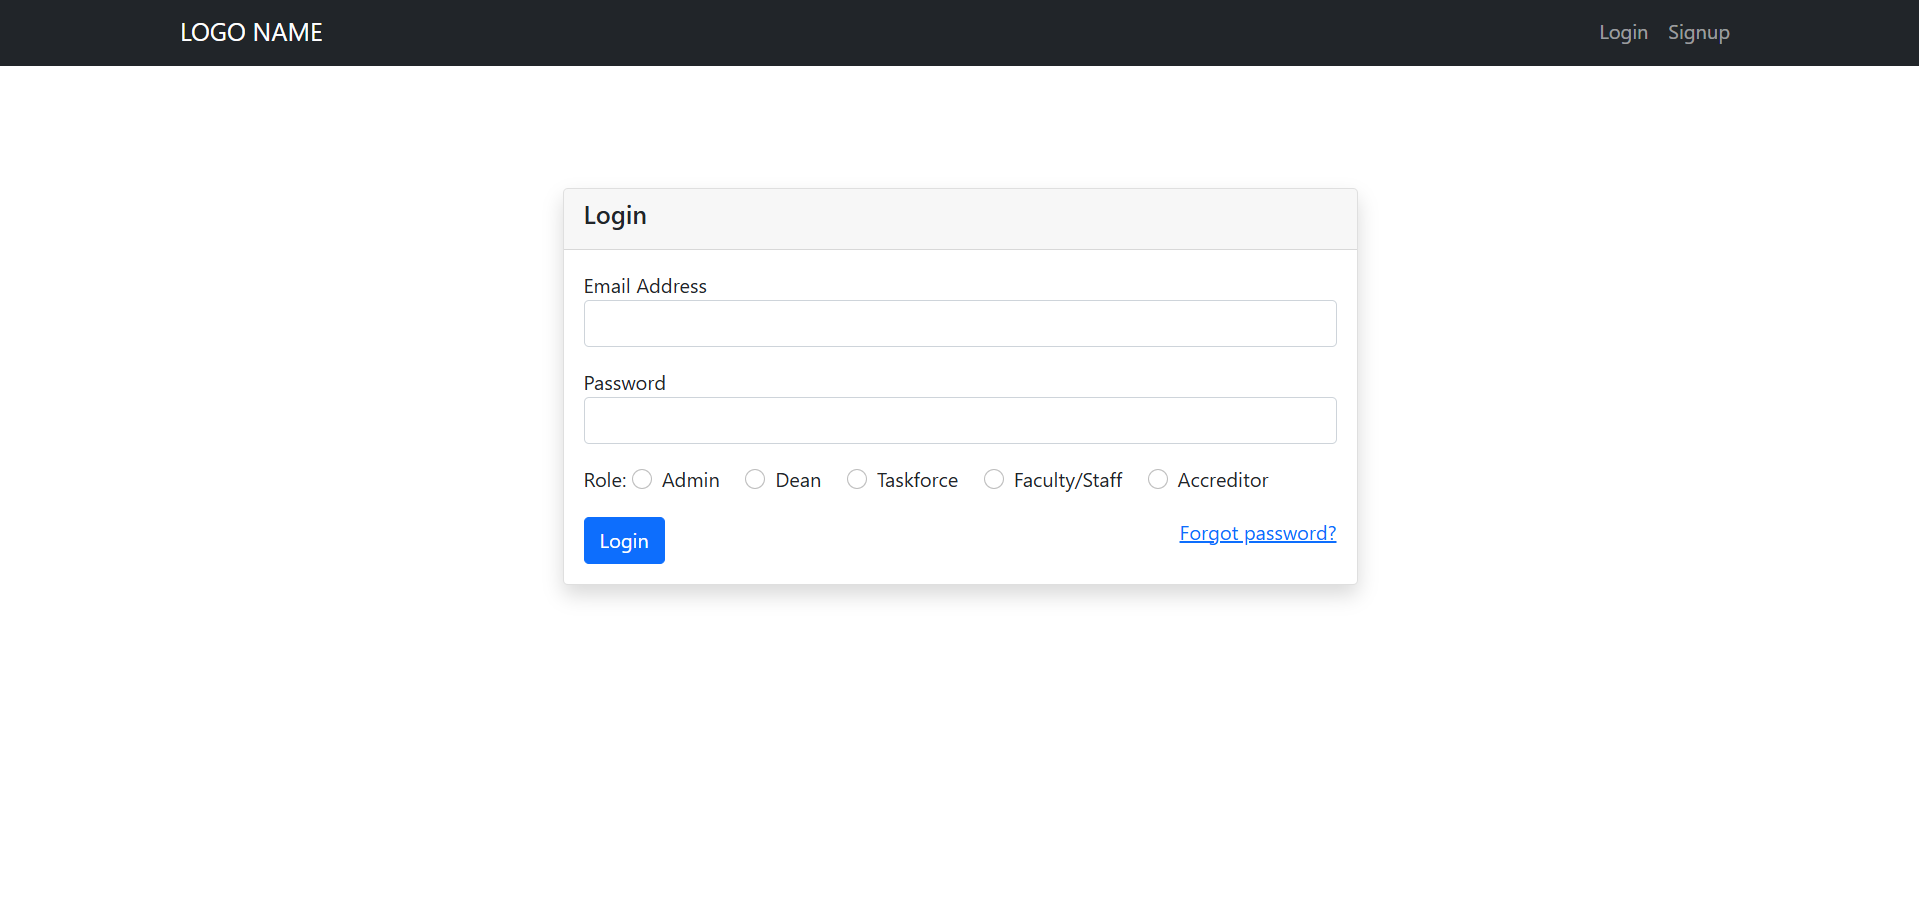 LOGO NAME Login Signup
Login
Email Address
Password
Role: Admin Dean Taskforce Faculty/Staff Accreditor
Login Forgot password?